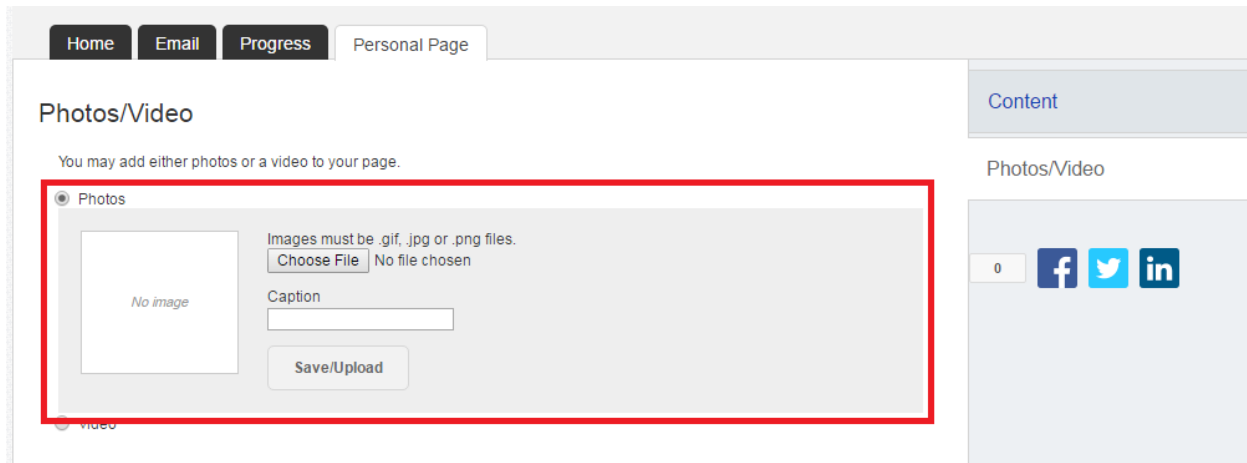 Home Email Progress Personal Page
Photos/Video
You may add either photos or a video to your page.
Photos
Images must be .gif, .jpg or .png files.
Choose File No file chosen
No image
Caption
Save/Upload
Video
Content
Photos/Video
0
f
in